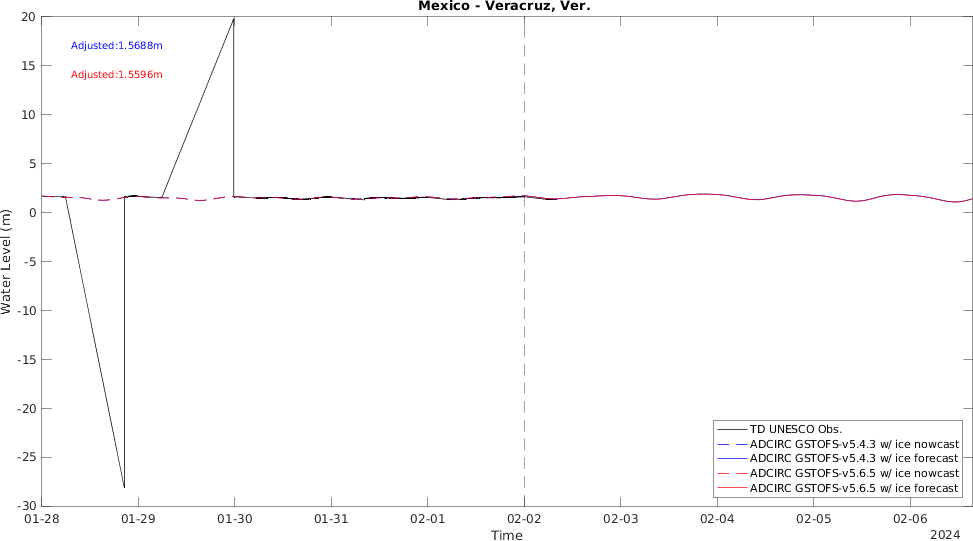 Mexico - Veracruz, Ver.
20
15
10
5
0
-5
-10
-15
-20
-25
-30
Water Level (m)
Adjusted:1.5688m
Adjusted:1.5596m
TD UNESCO Obs.
ADCIRC GSTOFS-v5.4.3 w/ ice nowcast
ADCIRC GSTOFS-v5.4.3 w/ ice forecast
ADCIRC GSTOFS-v5.6.5 w/ ice nowcast
ADCIRC GSTOFS-v5.6.5 w/ ice forecast
01-28 01-29 01-30 01-31 02-01 02-02 02-03 02-04 02-05 02-06
Time
2024